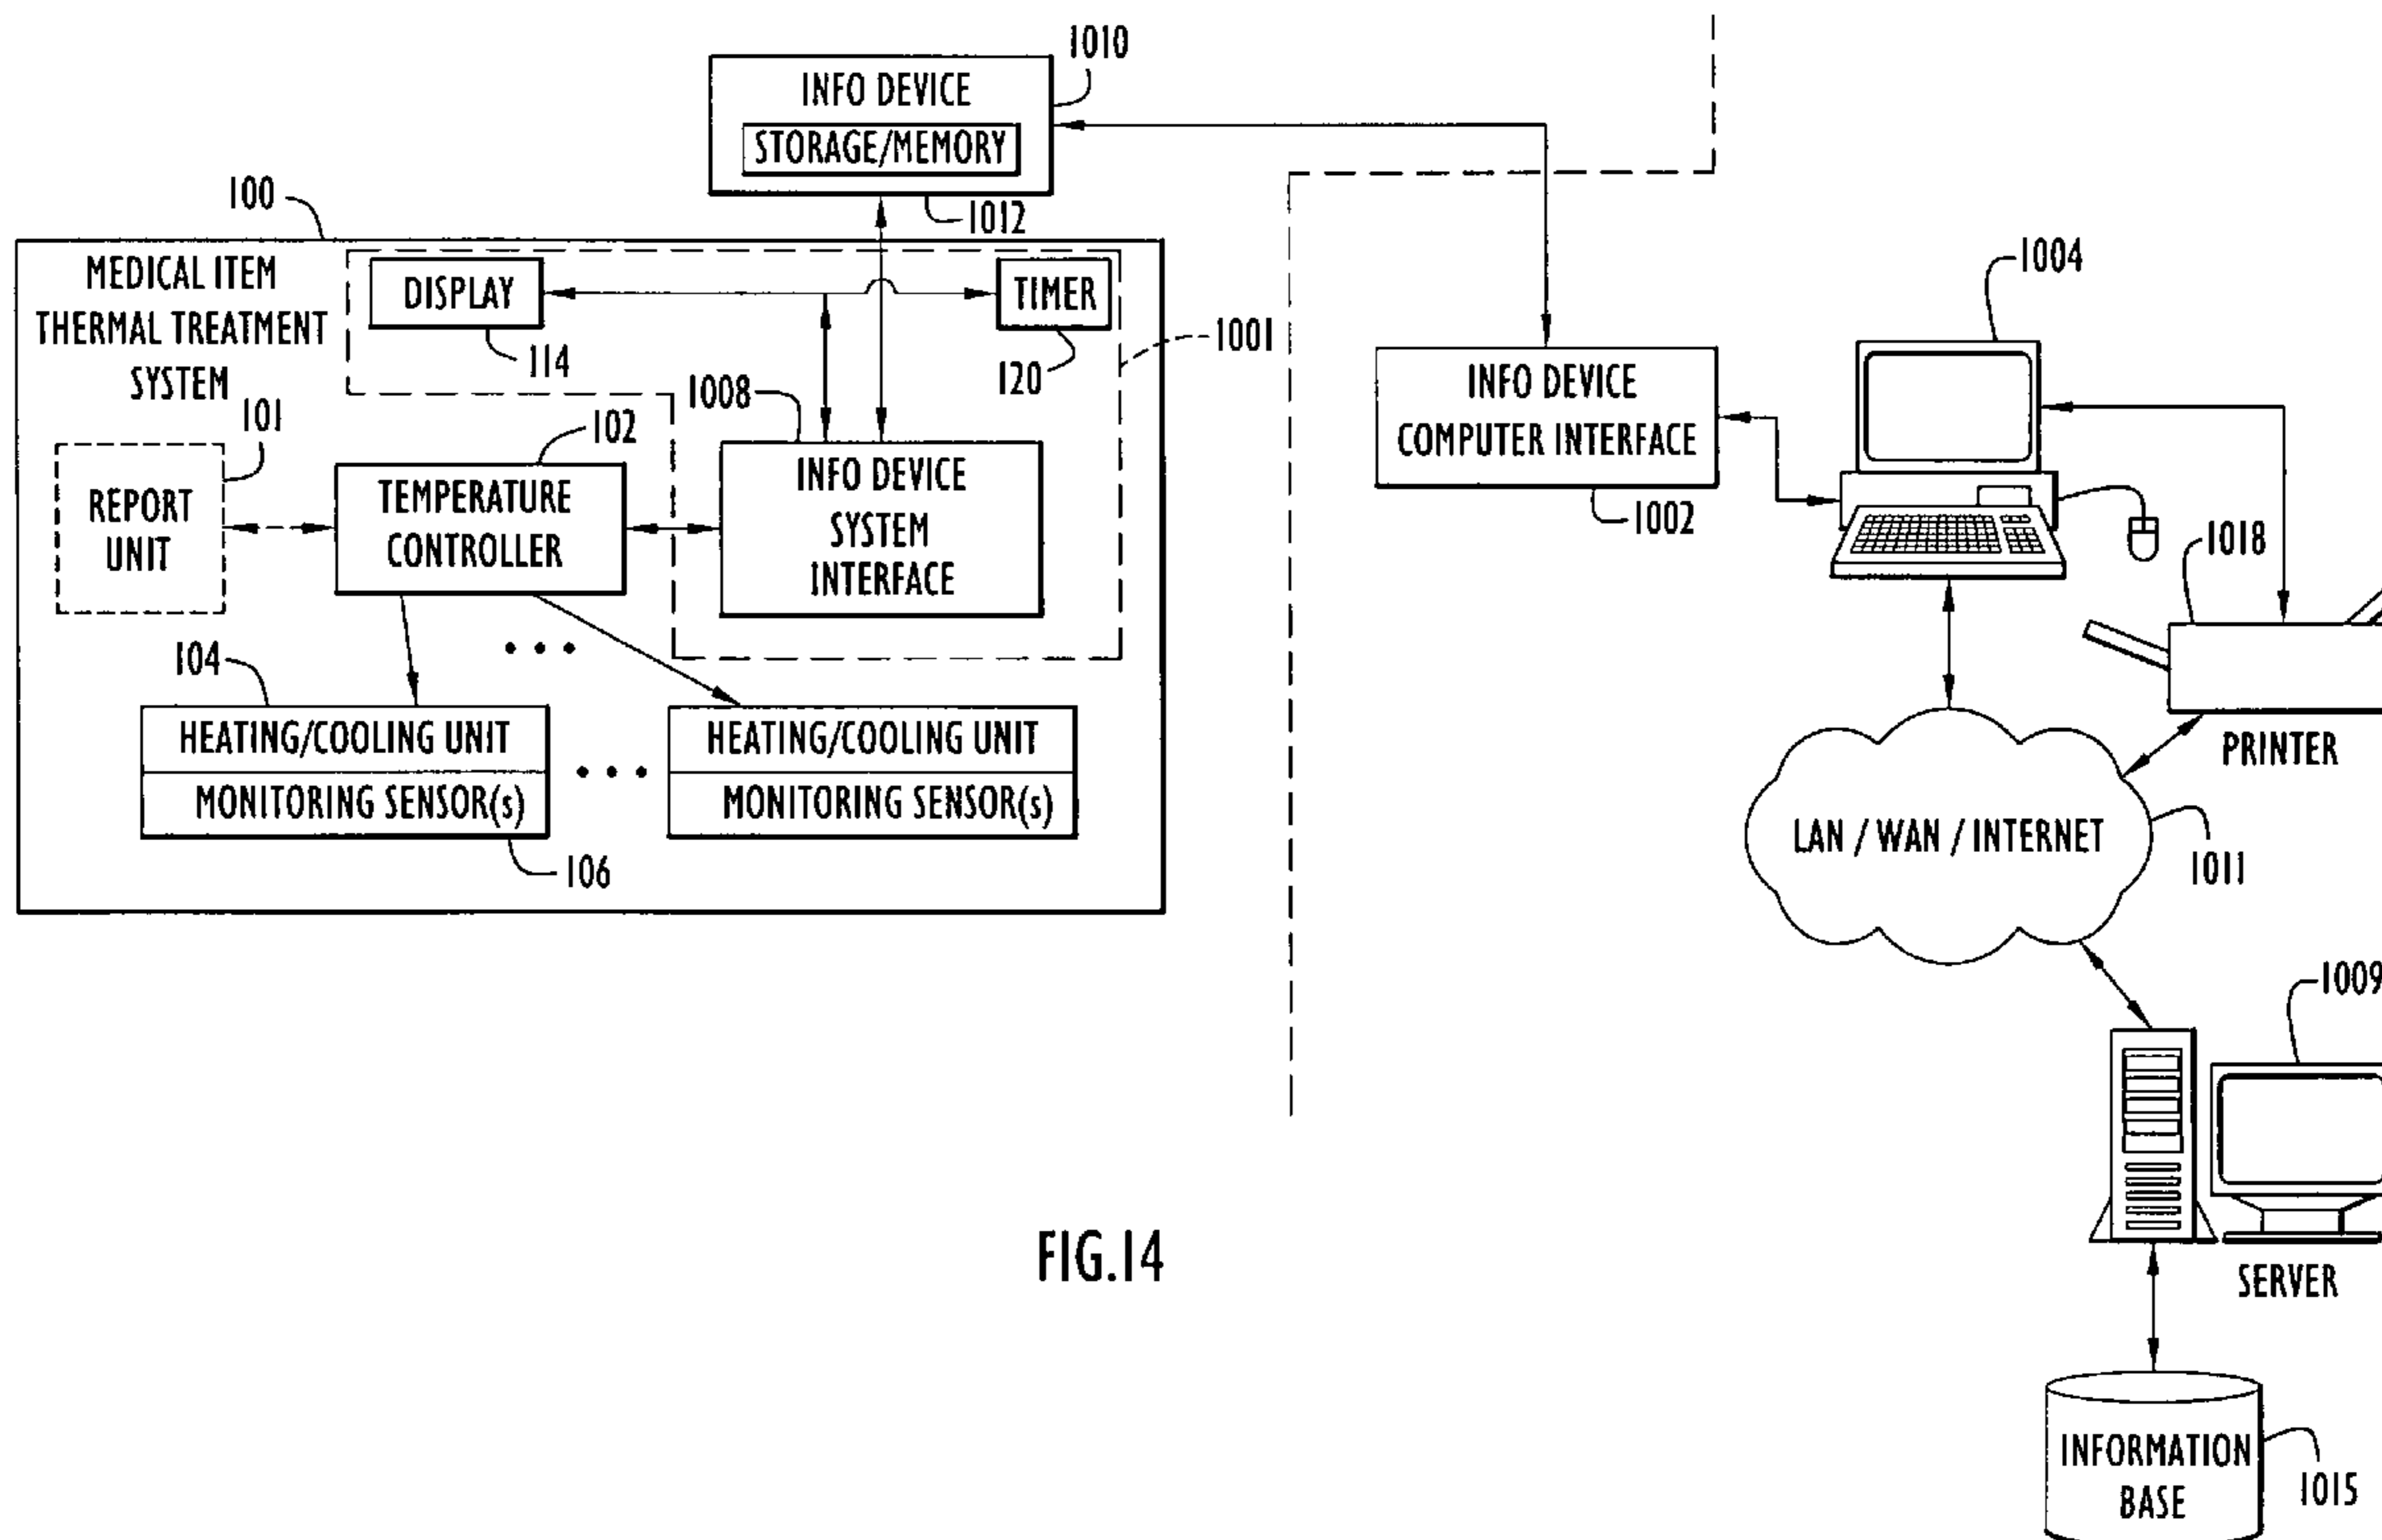 1010
INFO DEVICE
STORAGE/MEMORY
1012
100
MEDICAL ITEM
THERMAL TREATMENT
SYSTEM
DISPLAY
114
TIMER
120
1001
1008
101
102
REPORT
UNIT
TEMPERATURE
CONTROLLER
INFO DEVICE
SYSTEM
INTERFACE
• • •
104
HEATING/COOLING UNIT
MONITORING SENSOR(s)
106
• • •
HEATING/COOLING UNIT
MONITORING SENSOR(s)
INFO DEVICE
COMPUTER INTERFACE
1002
1004
1018
PRINTER
LAN / WAN / INTERNET
1011
1009
SERVER
INFORMATION
BASE
1015
FIG.14